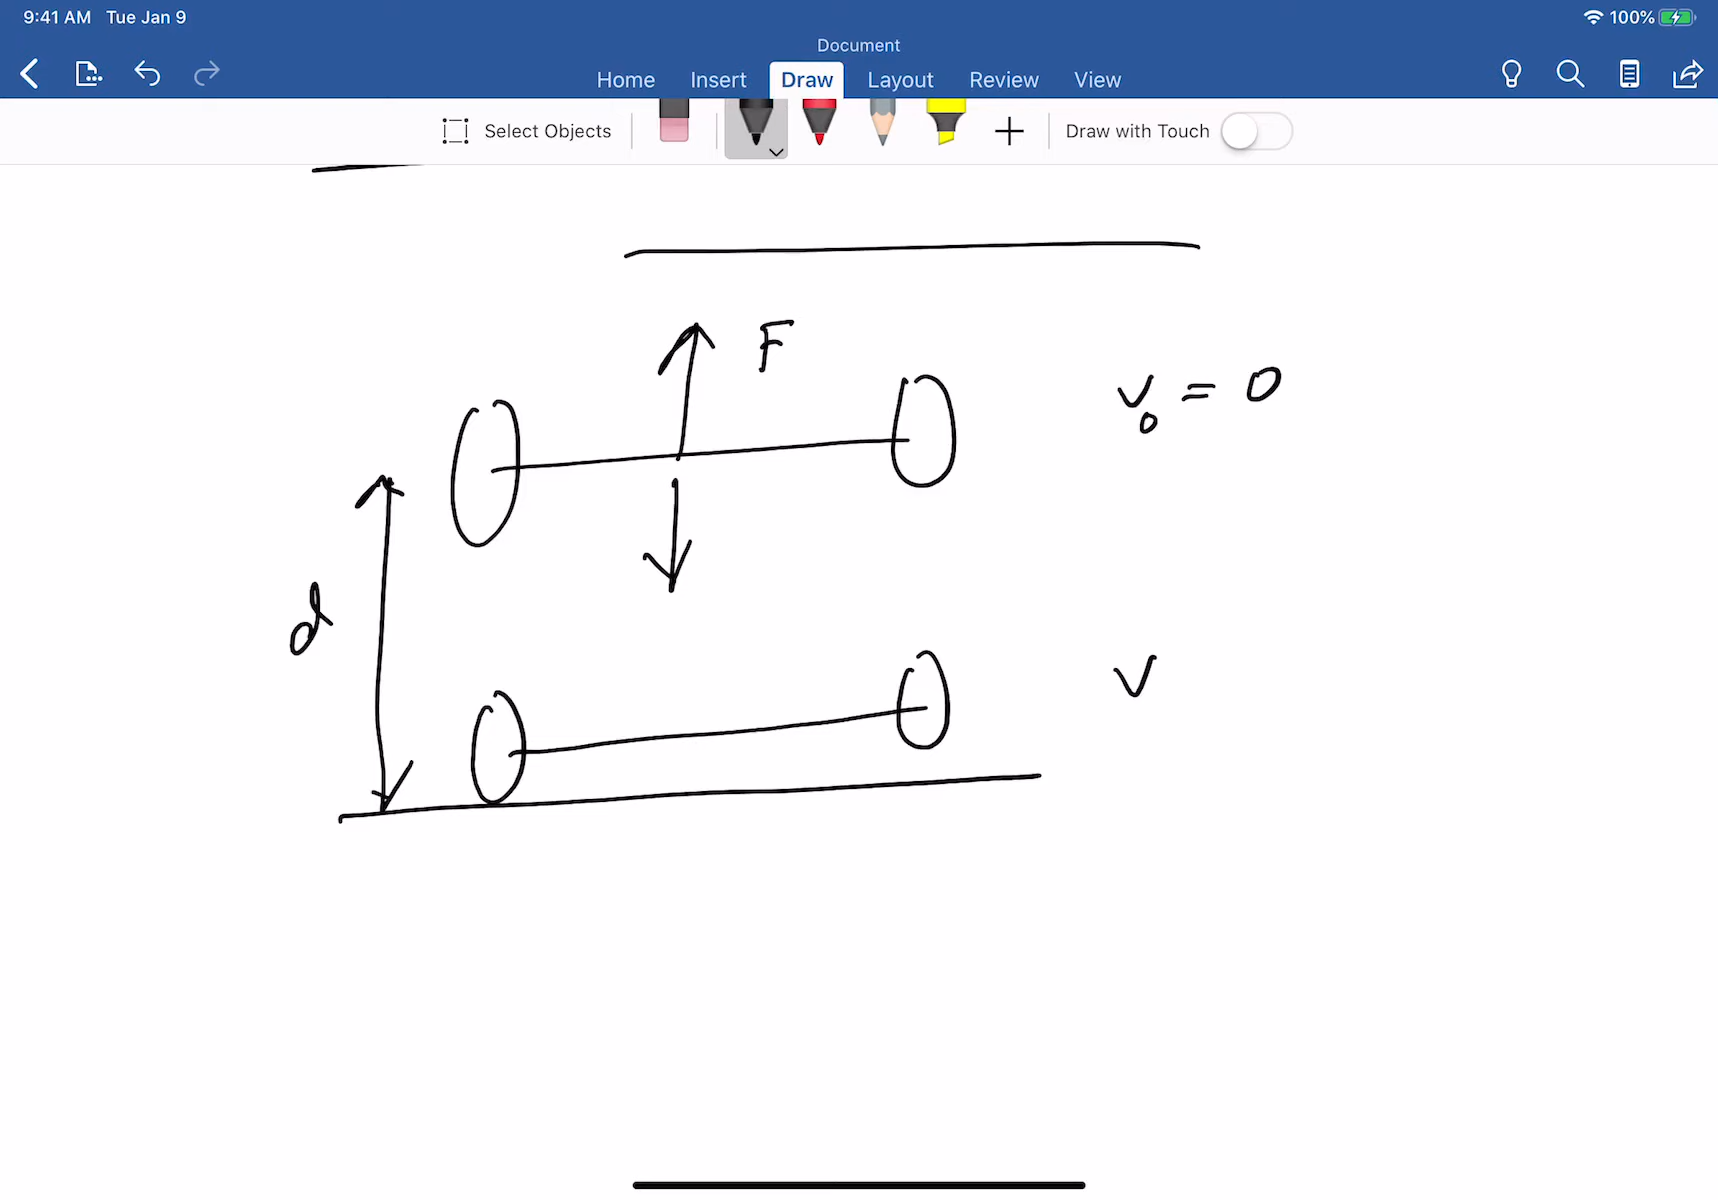 9:41 AM Tue Jan 9
100%
Document
Home Insert Draw Layout Review View
Select Objects
Draw with Touch
F
v₀ = 0
d
v